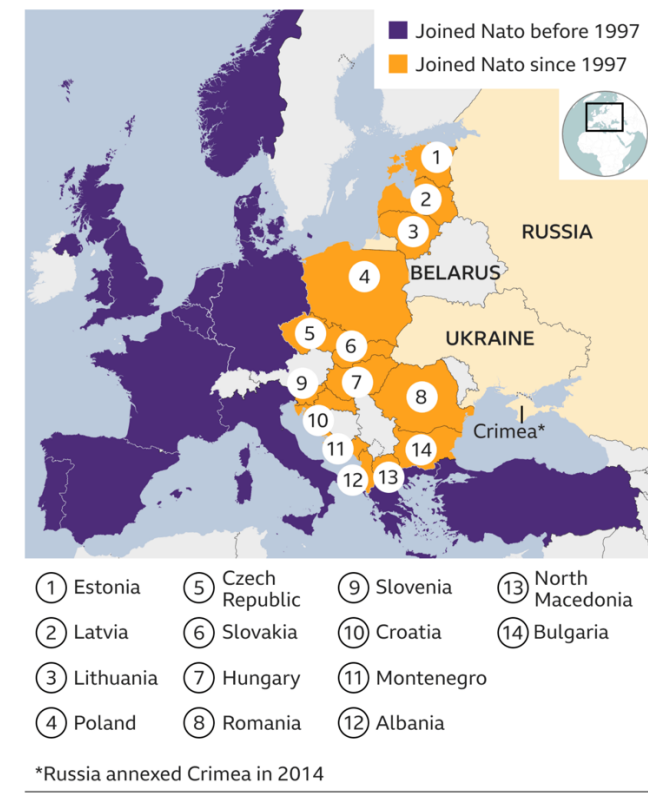 Joined Nato before 1997
Joined Nato since 1997
1
2
RUSSIA
3
BELARUS
4
UKRAINE
5
6
9
7
8
10
Crimea*
11
14
12
13
1 Estonia
2 Latvia
3 Lithuania
4 Poland
5 Czech
Republic
6 Slovakia
7 Hungary
8 Romania
9 Slovenia
10 Croatia
11 Montenegro
12 Albania
13 North
Macedonia
14 Bulgaria
*Russia annexed Crimea in 2014